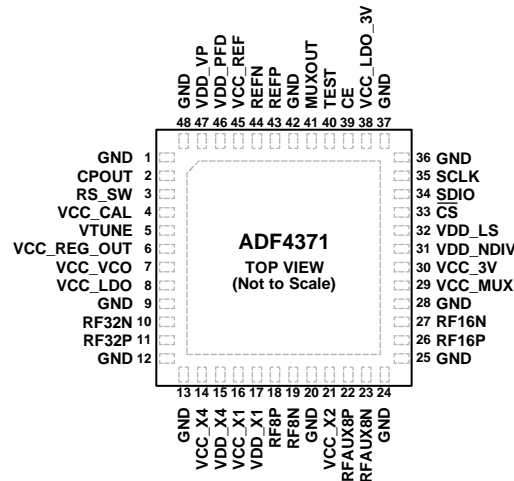 GND
VDD_VP
VDD_PFD
VCC_REF
REFN
REFP
GND
MUXOUT
TEST
CE
VCC_LDO_3V
GND
48 47 46 45 44 43 42 41 40 39 38 37
GND 1
CPOUT 2
RS_SW 3
VCC_CAL 4
VTUNE 5
VCC_REG_OUT 6
VCC_VCO 7
VCC_LDO 8
GND 9
RF32N 10
RF32P 11
GND 12
ADF4371
TOP VIEW
(Not to Scale)
36 GND
35 SCLK
34 SDIO
33 CS
32 VDD_LS
31 VDD_NDIV
30 VCC_3V
29 VCC_MUX
28 GND
27 RF16N
26 RF16P
25 GND
13 14 15 16 17 18 19 20 21 22 23 24
GND
VCC_X4
VDD_X4
VCC_X1
VDD_X1
RF8P
RF8N
GND
VCC_X2
RFAUX8P
RFAUX8N
GND